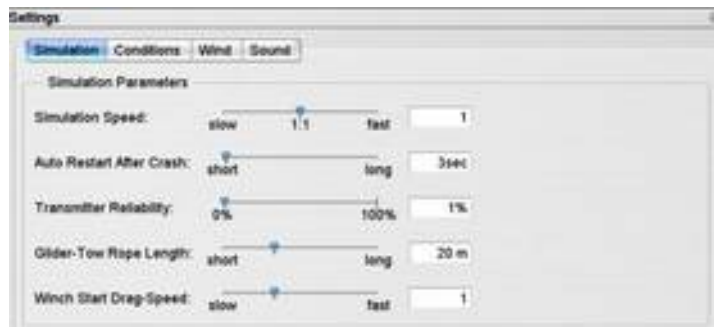 Settings
Simulation Conditions Wind Sound
Simulation Parameters
Simulation Speed: slow 1:1 fast 1
Auto Restart After Crash: short long 3sec
Transmitter Reliability: 0% 100% 1%
Glider-Tow Rope Length: short long 20 m
Winch Start Drag-Speed: slow fast 1